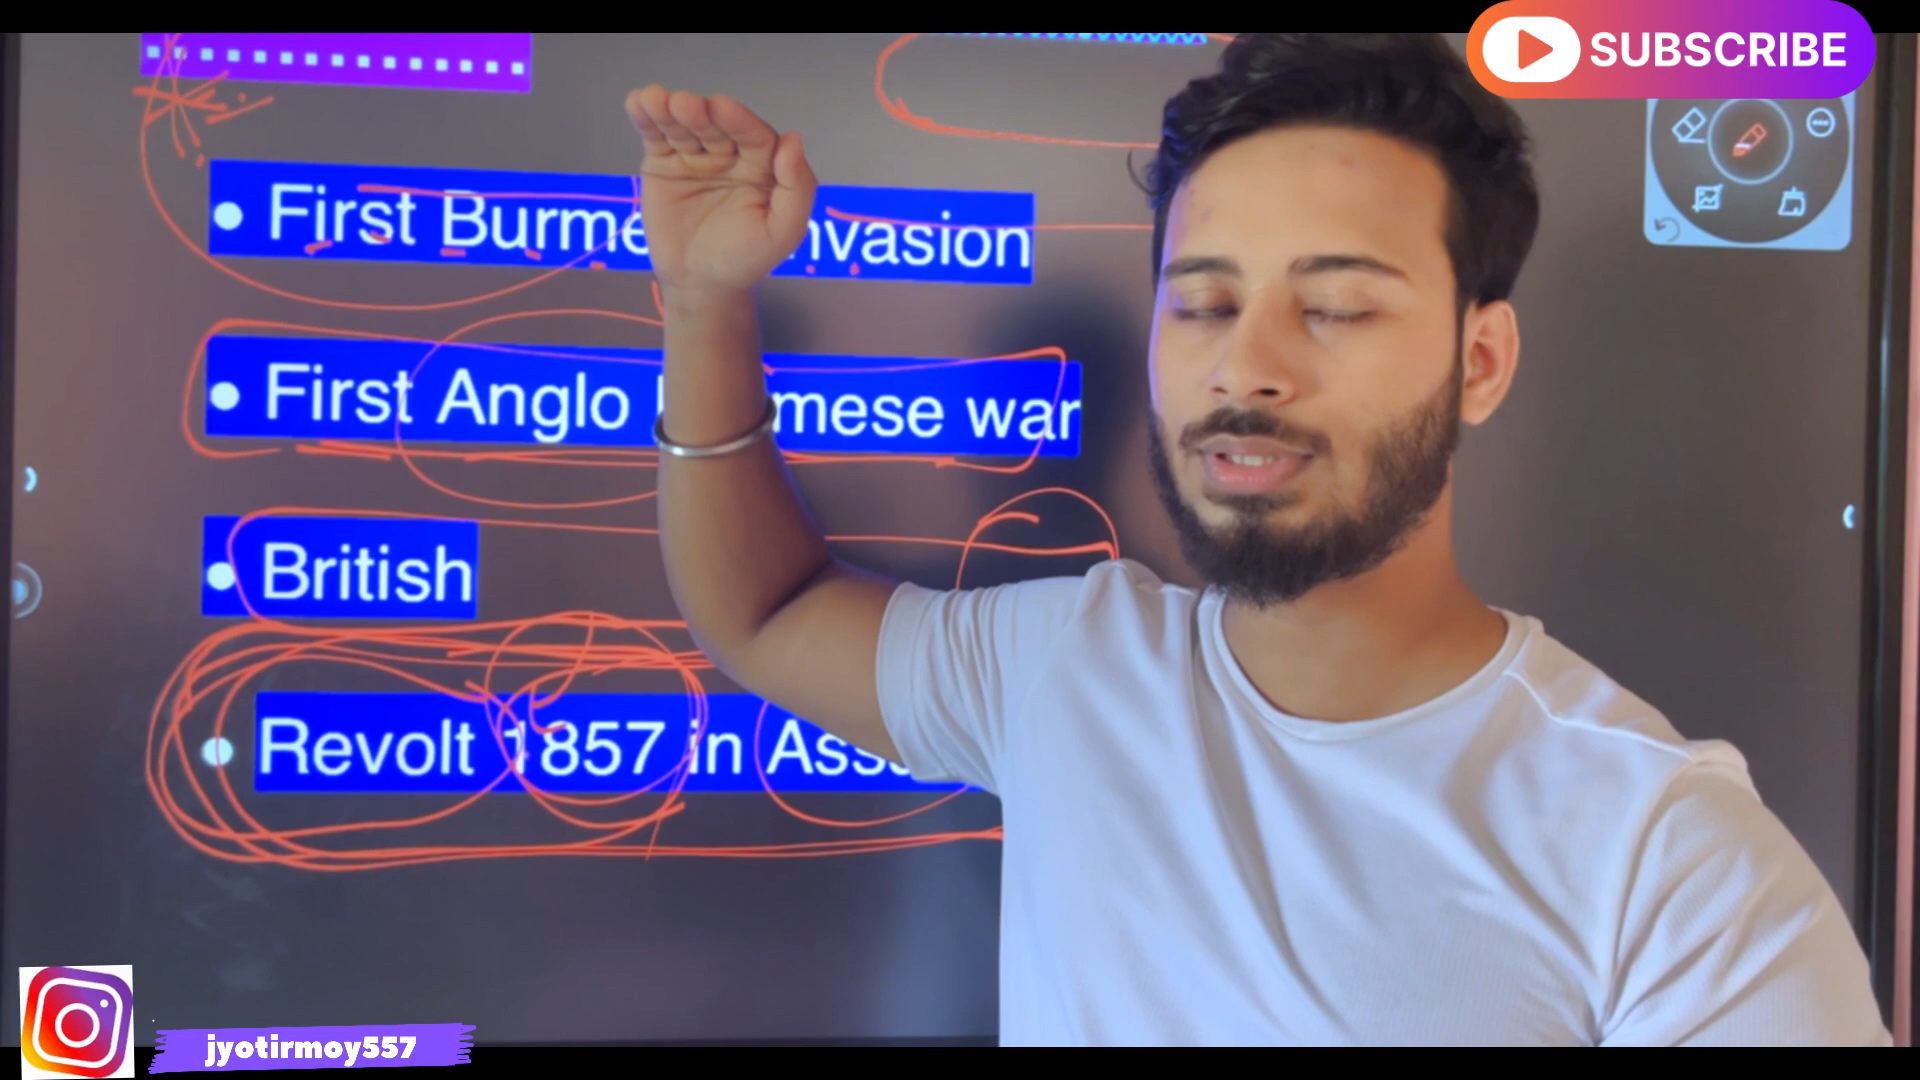 SUBSCRIBE
• First Burme nvasion
• First Anglo mese war
• British
• Revolt 1857 in Ass
jyotirmoy557